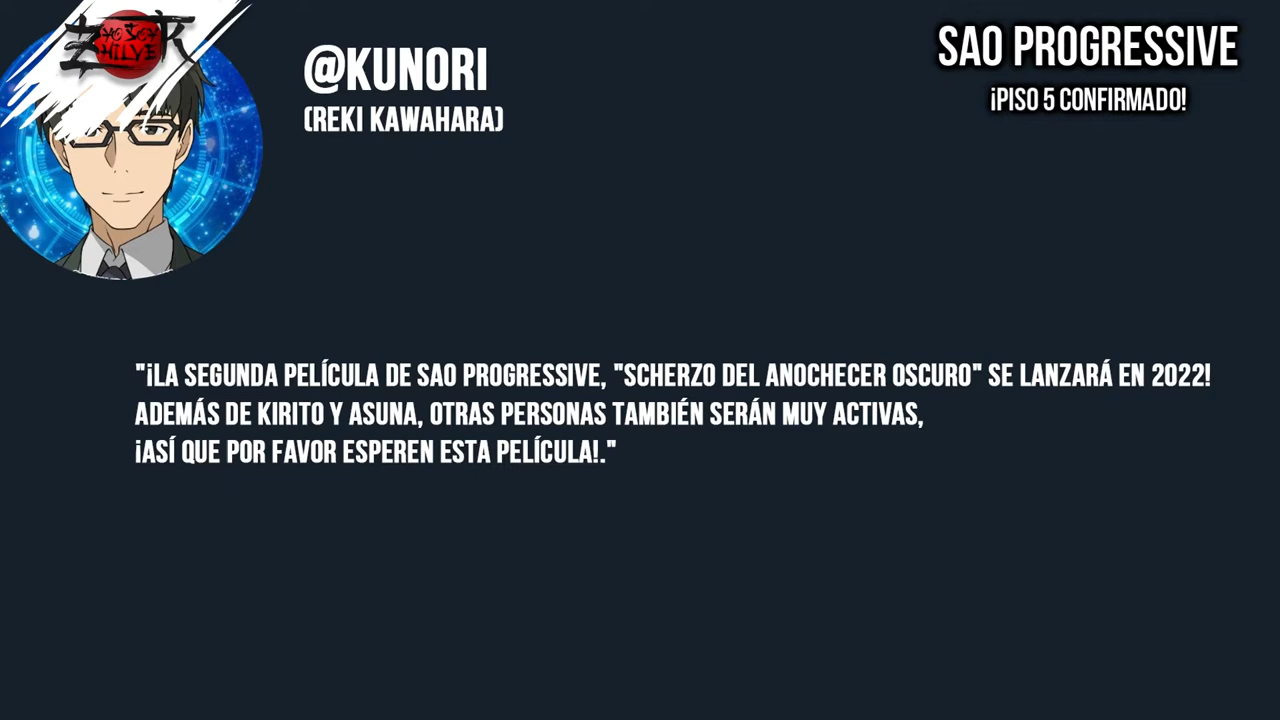 @KUNORI
(REKI KAWAHARA)
SAO PROGRESSIVE
¡PISO 5 CONFIRMADO!
"¡LA SEGUNDA PELÍCULA DE SAO PROGRESSIVE, "SCHERZO DEL ANOCHECER OSCURO" SE LANZARÁ EN 2022!
ADEMÁS DE KIRITO Y ASUNA, OTRAS PERSONAS TAMBIÉN SERÁN MUY ACTIVAS,
¡ASÍ QUE POR FAVOR ESPEREN ESTA PELÍCULA!."